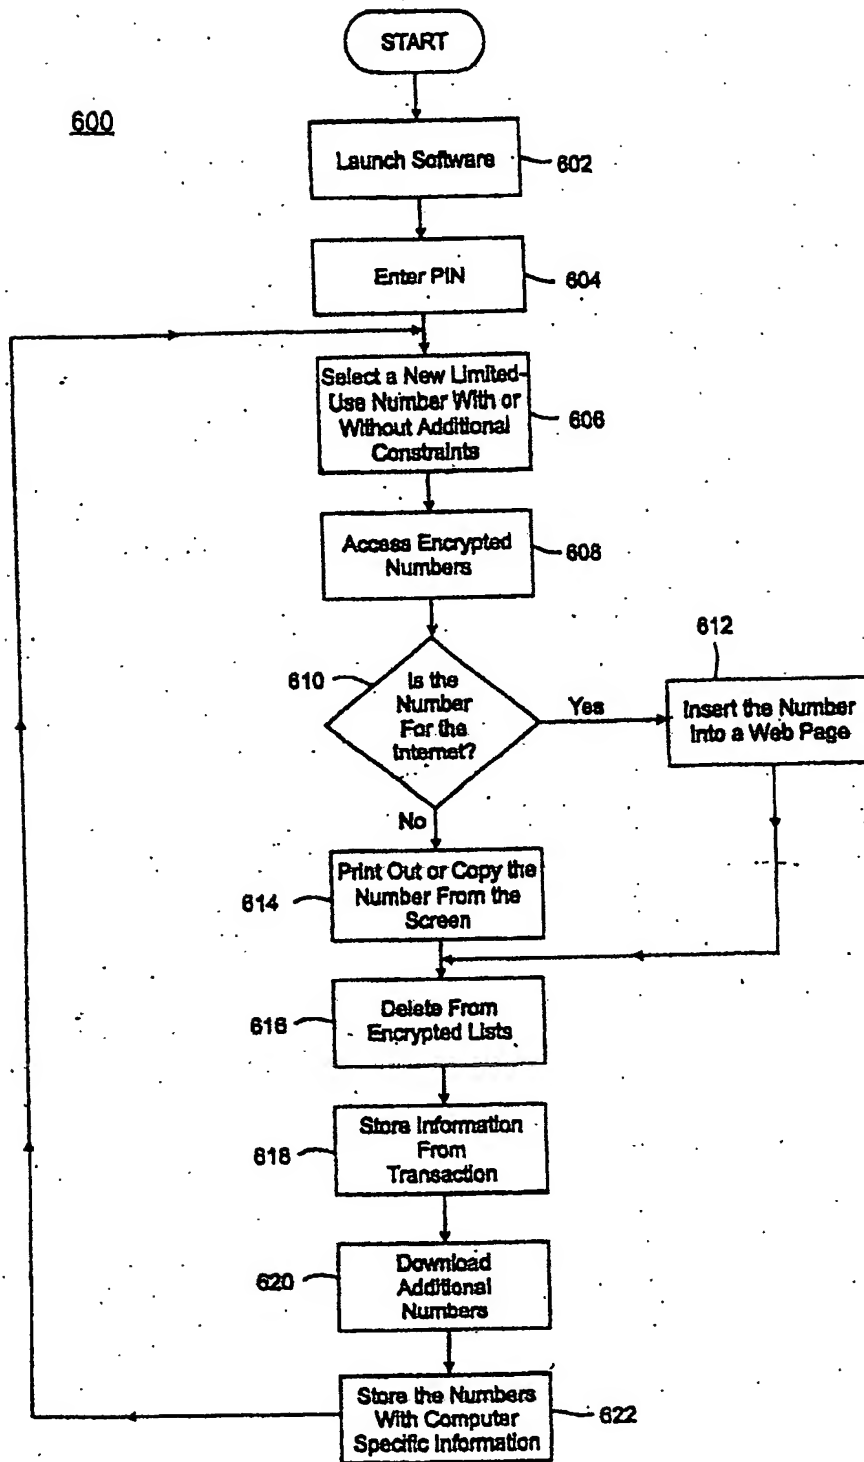 START
600
Launch Software
602
Enter PIN
604
Select a New Limited-
Use Number With or
Without Additional
Constraints
606
Access Encrypted
Numbers
608
610
Is the
Number
For the
Internet?
Yes
612
Insert the Number
Into a Web Page
No
614
Print Out or Copy the
Number From the
Screen
616
Delete From
Encrypted Lists
618
Store Information
From
Transaction
620
Download
Additional
Numbers
Store the Numbers
With Computer
Specific Information
622